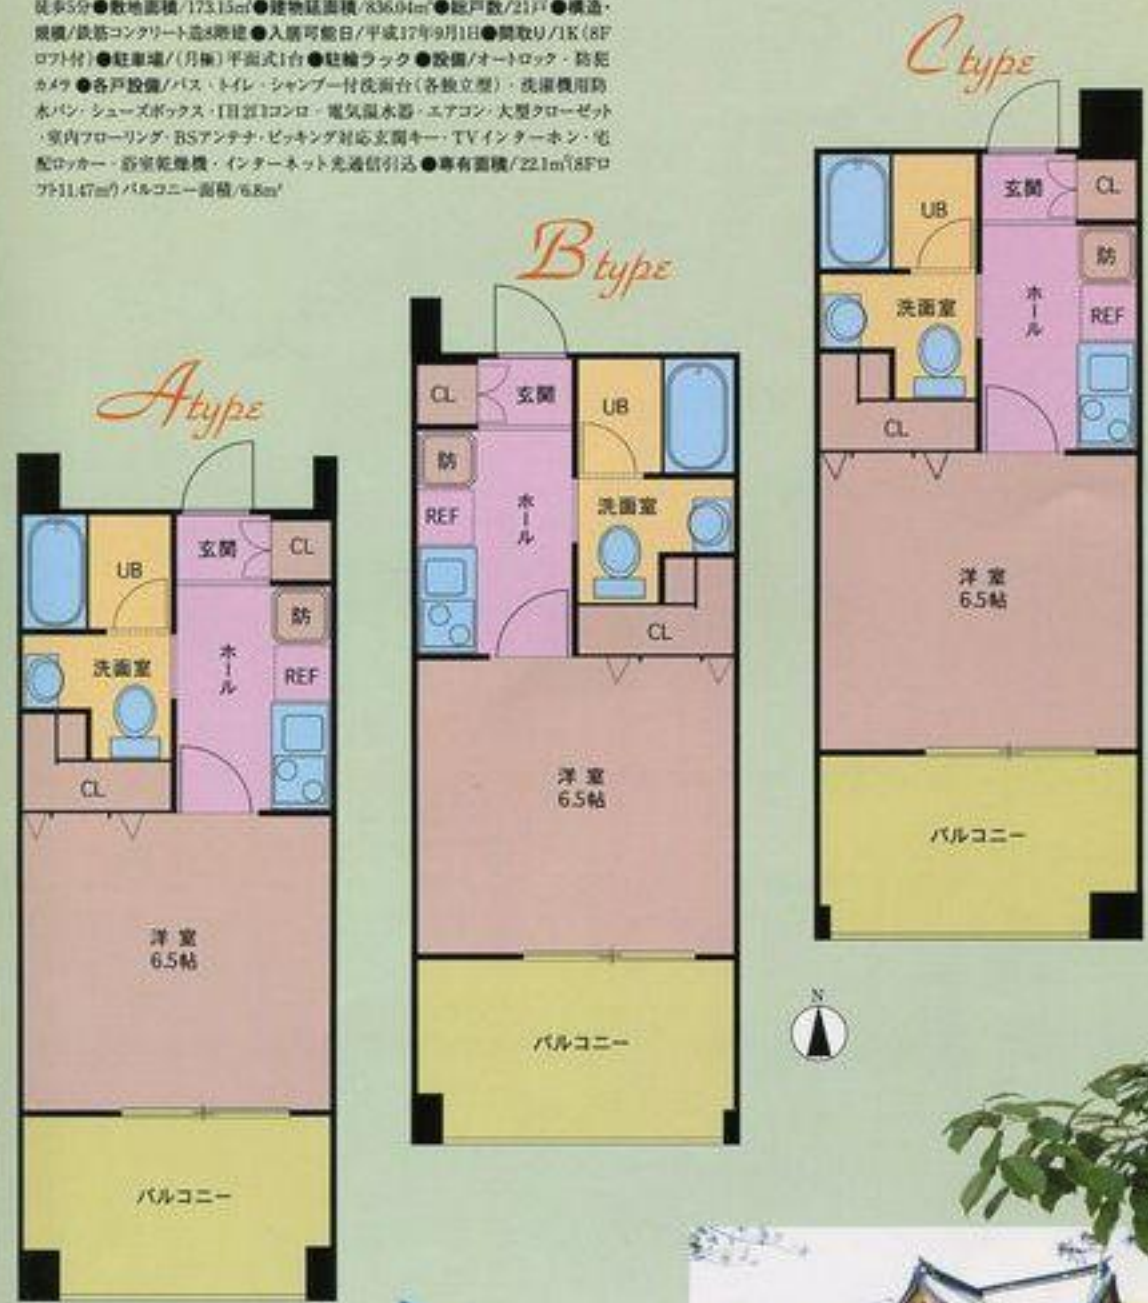 徒歩5分●敷地面積/173.15㎡●建物延面積/836.04㎡●総戸数/21戸●構造・
規模/鉄筋コンクリート造8階建●入居可能日/平成17年9月1日●間取り/1K(8F
ロフト付)●駐車場/(月極)平面式1台●駐輪ラック●設備/オートロック・防犯
カメラ●各戸設備/バス・トイレ・シャンプー付洗面台(各独立型)・洗濯機用防
水パン・シューズボックス・IH2口コンロ・電気温水器・エアコン・大型クローゼット
・室内フローリング・BSアンテナ・ピッキング対応玄関キー・TVインターホン・宅
配ロッカー・浴室乾燥機・インターネット光通信引込●専有面積/22.1㎡(8Fロ
フト11.47㎡)バルコニー面積/6.8㎡
A type
UB
玄関
CL
防
洗面室
ホール
REF
CL
洋室
6.5帖
バルコニー
B type
CL
玄関
UB
防
REF
ホール
洗面室
CL
洋室
6.5帖
バルコニー
C type
UB
玄関
CL
防
洗面室
ホール
REF
CL
洋室
6.5帖
バルコニー
N